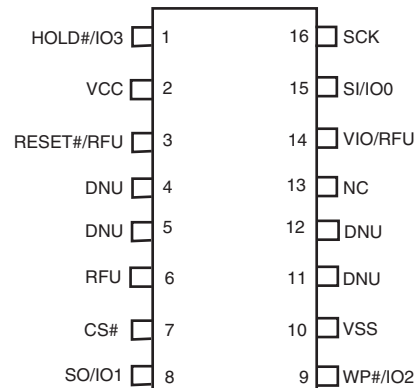 HOLD#/IO3 1 16 SCK
VCC 2 15 SI/IO0
RESET#/RFU 3 14 VIO/RFU
DNU 4 13 NC
DNU 5 12 DNU
RFU 6 11 DNU
CS# 7 10 VSS
SO/IO1 8 9 WP#/IO2